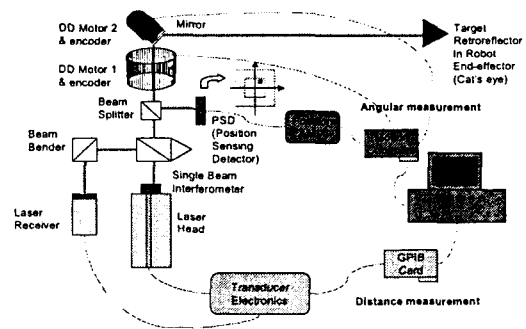 DD Motor 2
& encoder
Mirror
Target
Retroreflector
In Robot
End-effector
(Cat's eye)
DD Motor 1
& encoder
Beam
Splitter
PSD
(Position
Sensing
Detector)
Angular measurement
Beam
Bender
Single Beam
Interferometer
Laser
Receiver
Laser
Head
GPIB
Card
Transducer
Electronics
Distance measurement